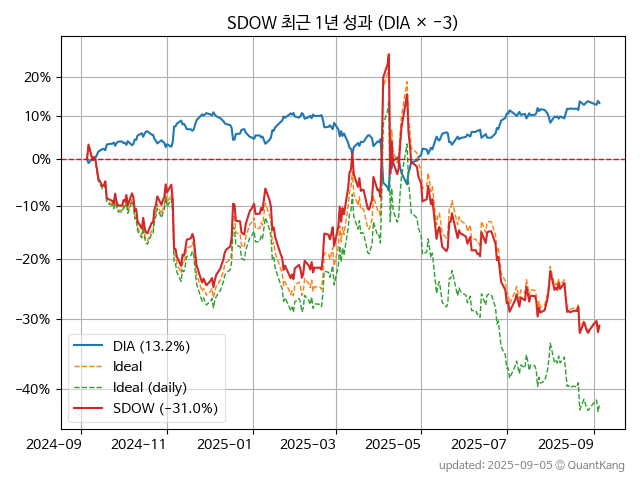 SDOW 최근 1년 성과 (DIA × −3)
20%
10%
0%
−10%
−20%
−30%
−40%
DIA (13.2%)
Ideal
Ideal (daily)
SDOW (−31.0%)
2024-09
2024-11
2025-01
2025-03
2025-05
2025-07
2025-09
updated: 2025-09-05 © QuantKang